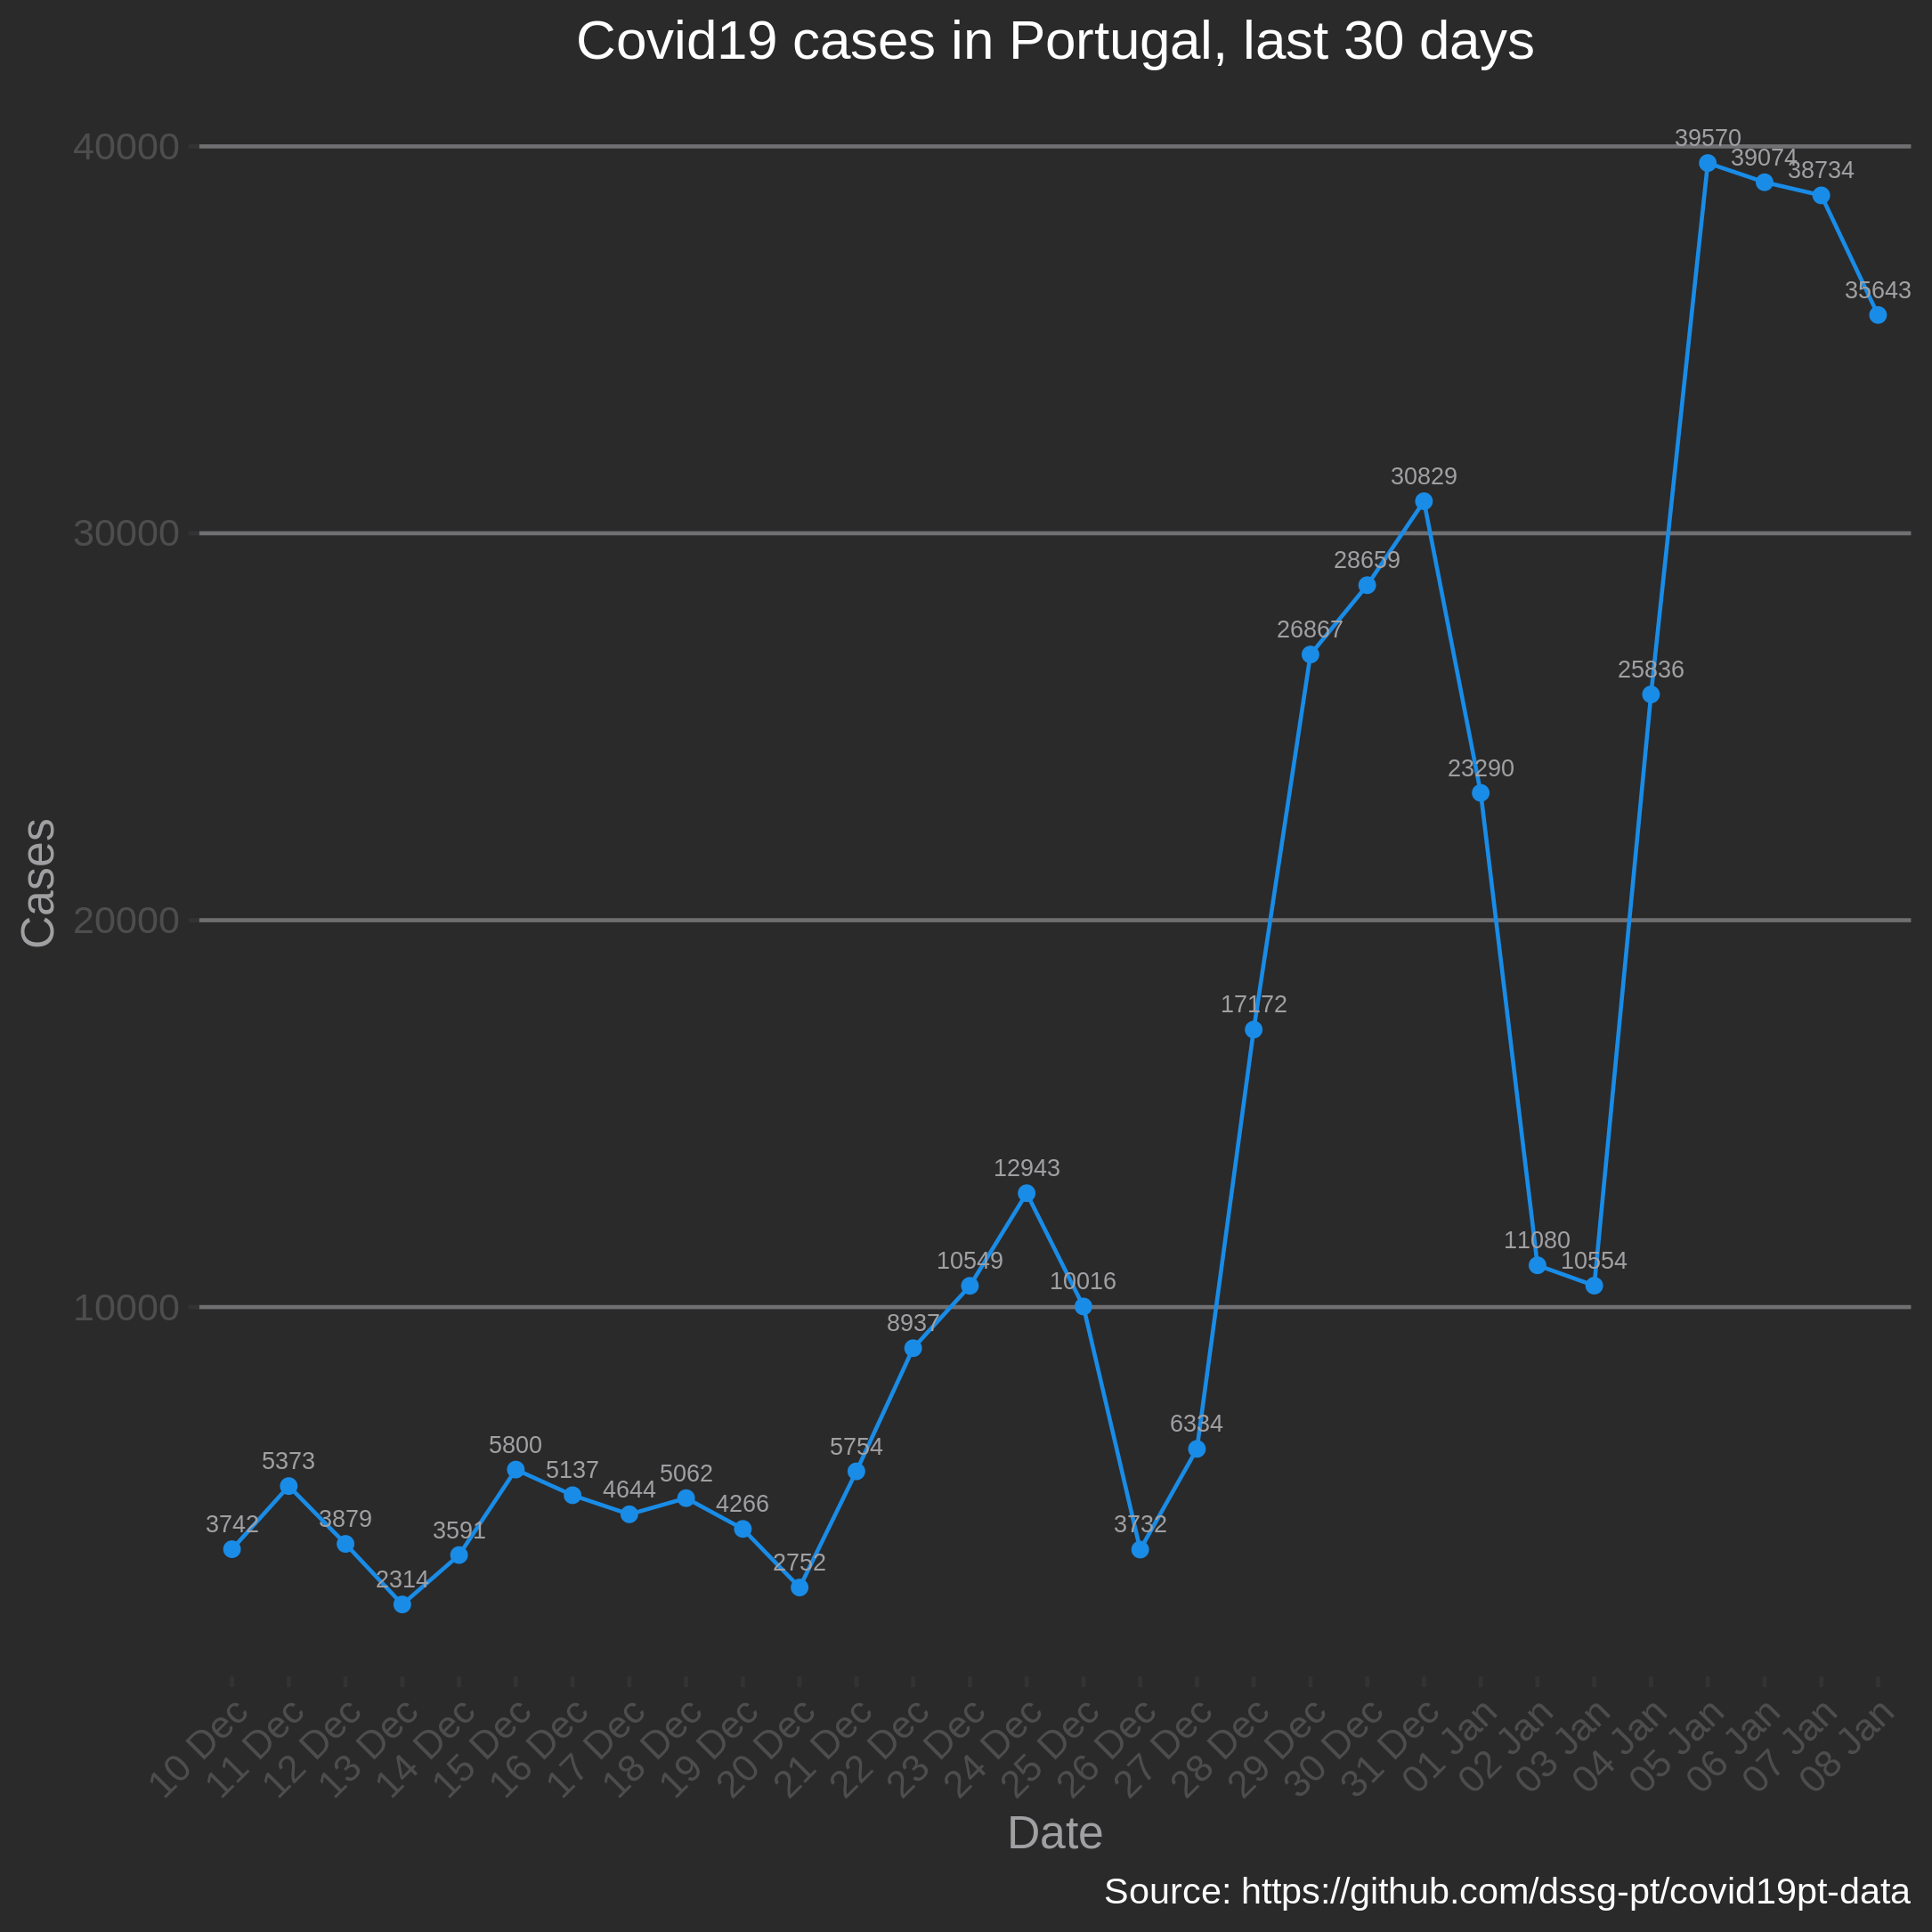 Covid19 cases in Portugal, last 30 days
40000
30000
20000
10000
Cases
3742
5373
3879
2314
3591
5800
5137
4644
5062
4266
2752
5754
8937
10549
12943
10016
3732
6334
17172
26867
28659
30829
23290
11080
10554
25836
39570
39074
38734
35643
10 Dec
11 Dec
12 Dec
13 Dec
14 Dec
15 Dec
16 Dec
17 Dec
18 Dec
19 Dec
20 Dec
21 Dec
22 Dec
23 Dec
24 Dec
25 Dec
26 Dec
27 Dec
28 Dec
29 Dec
30 Dec
31 Dec
01 Jan
02 Jan
03 Jan
04 Jan
05 Jan
06 Jan
07 Jan
08 Jan
Date
Source: https://github.com/dssg-pt/covid19pt-data